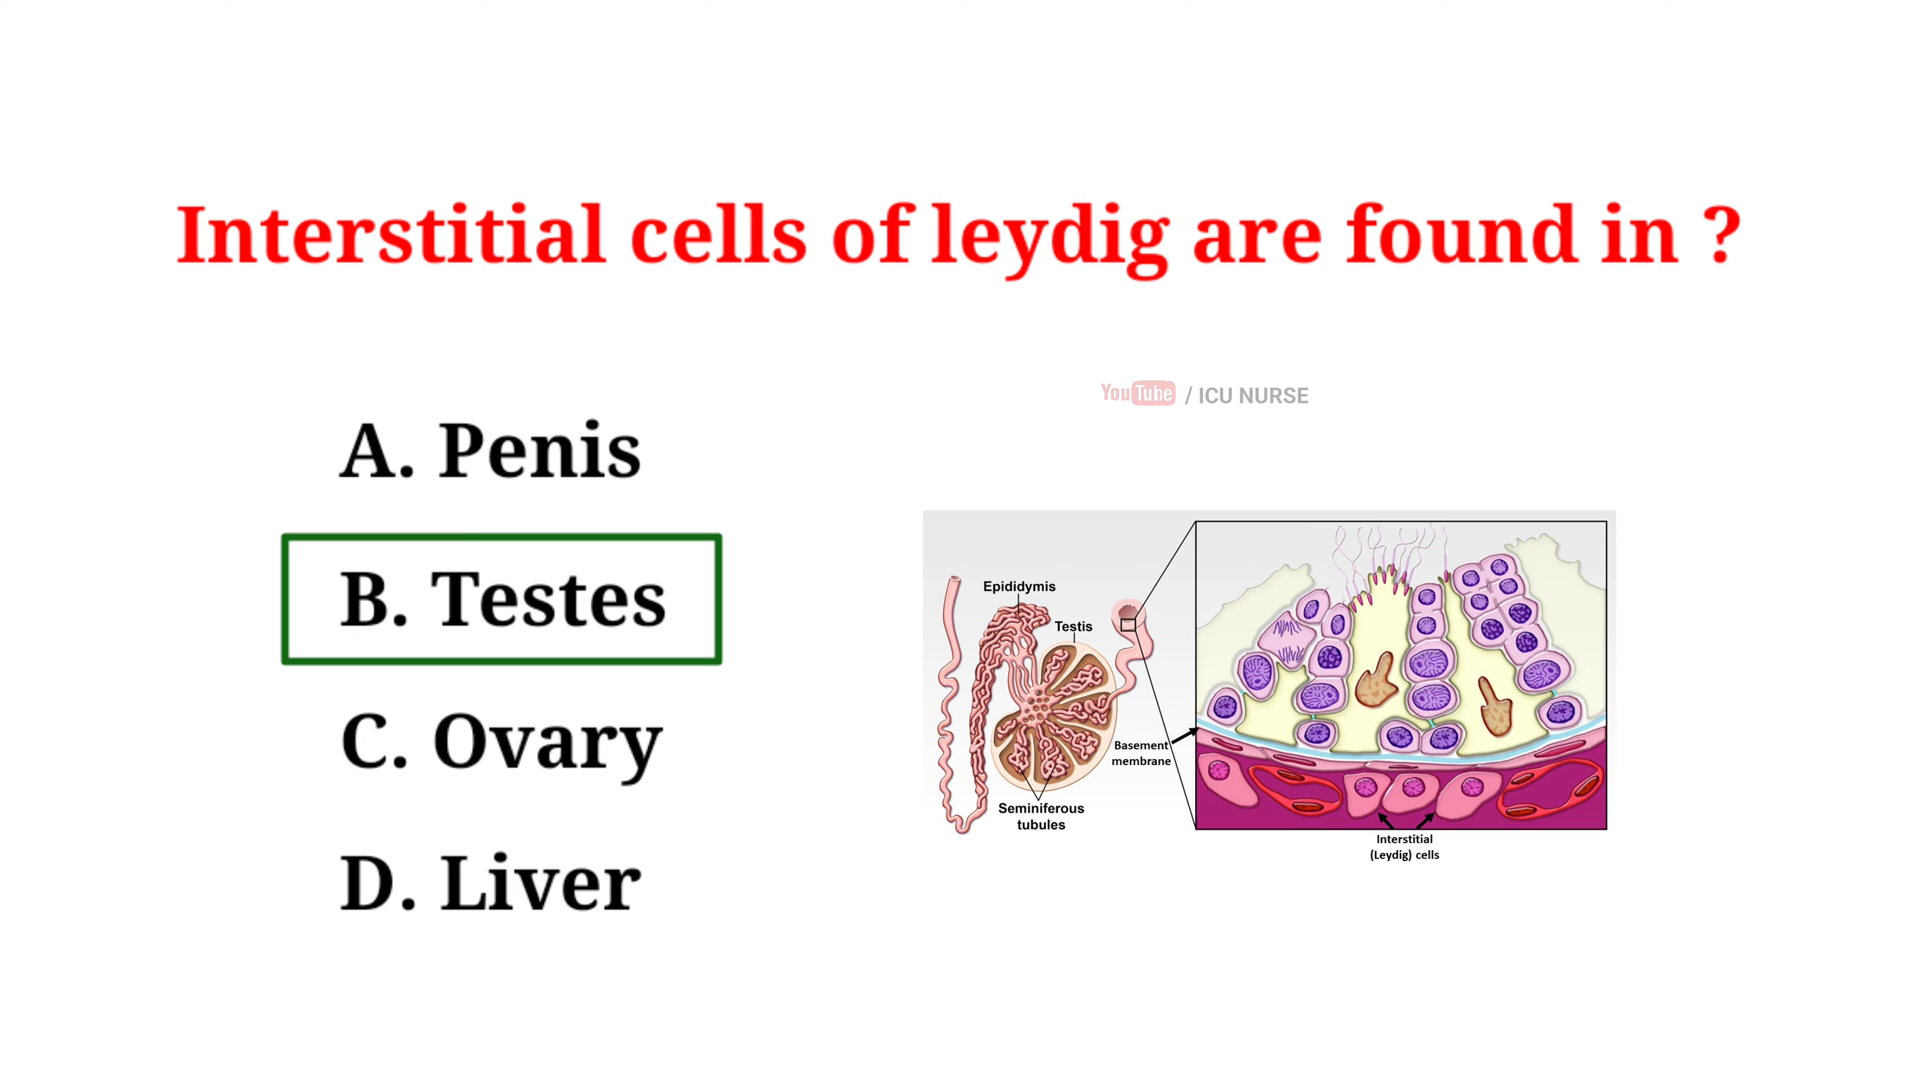 Interstitial cells of leydig are found in ?
YouTube / ICU NURSE
A. Penis
B. Testes
C. Ovary
D. Liver
Epididymis
Testis
Basement
membrane
Seminiferous
tubules
Interstitial
(Leydig) cells